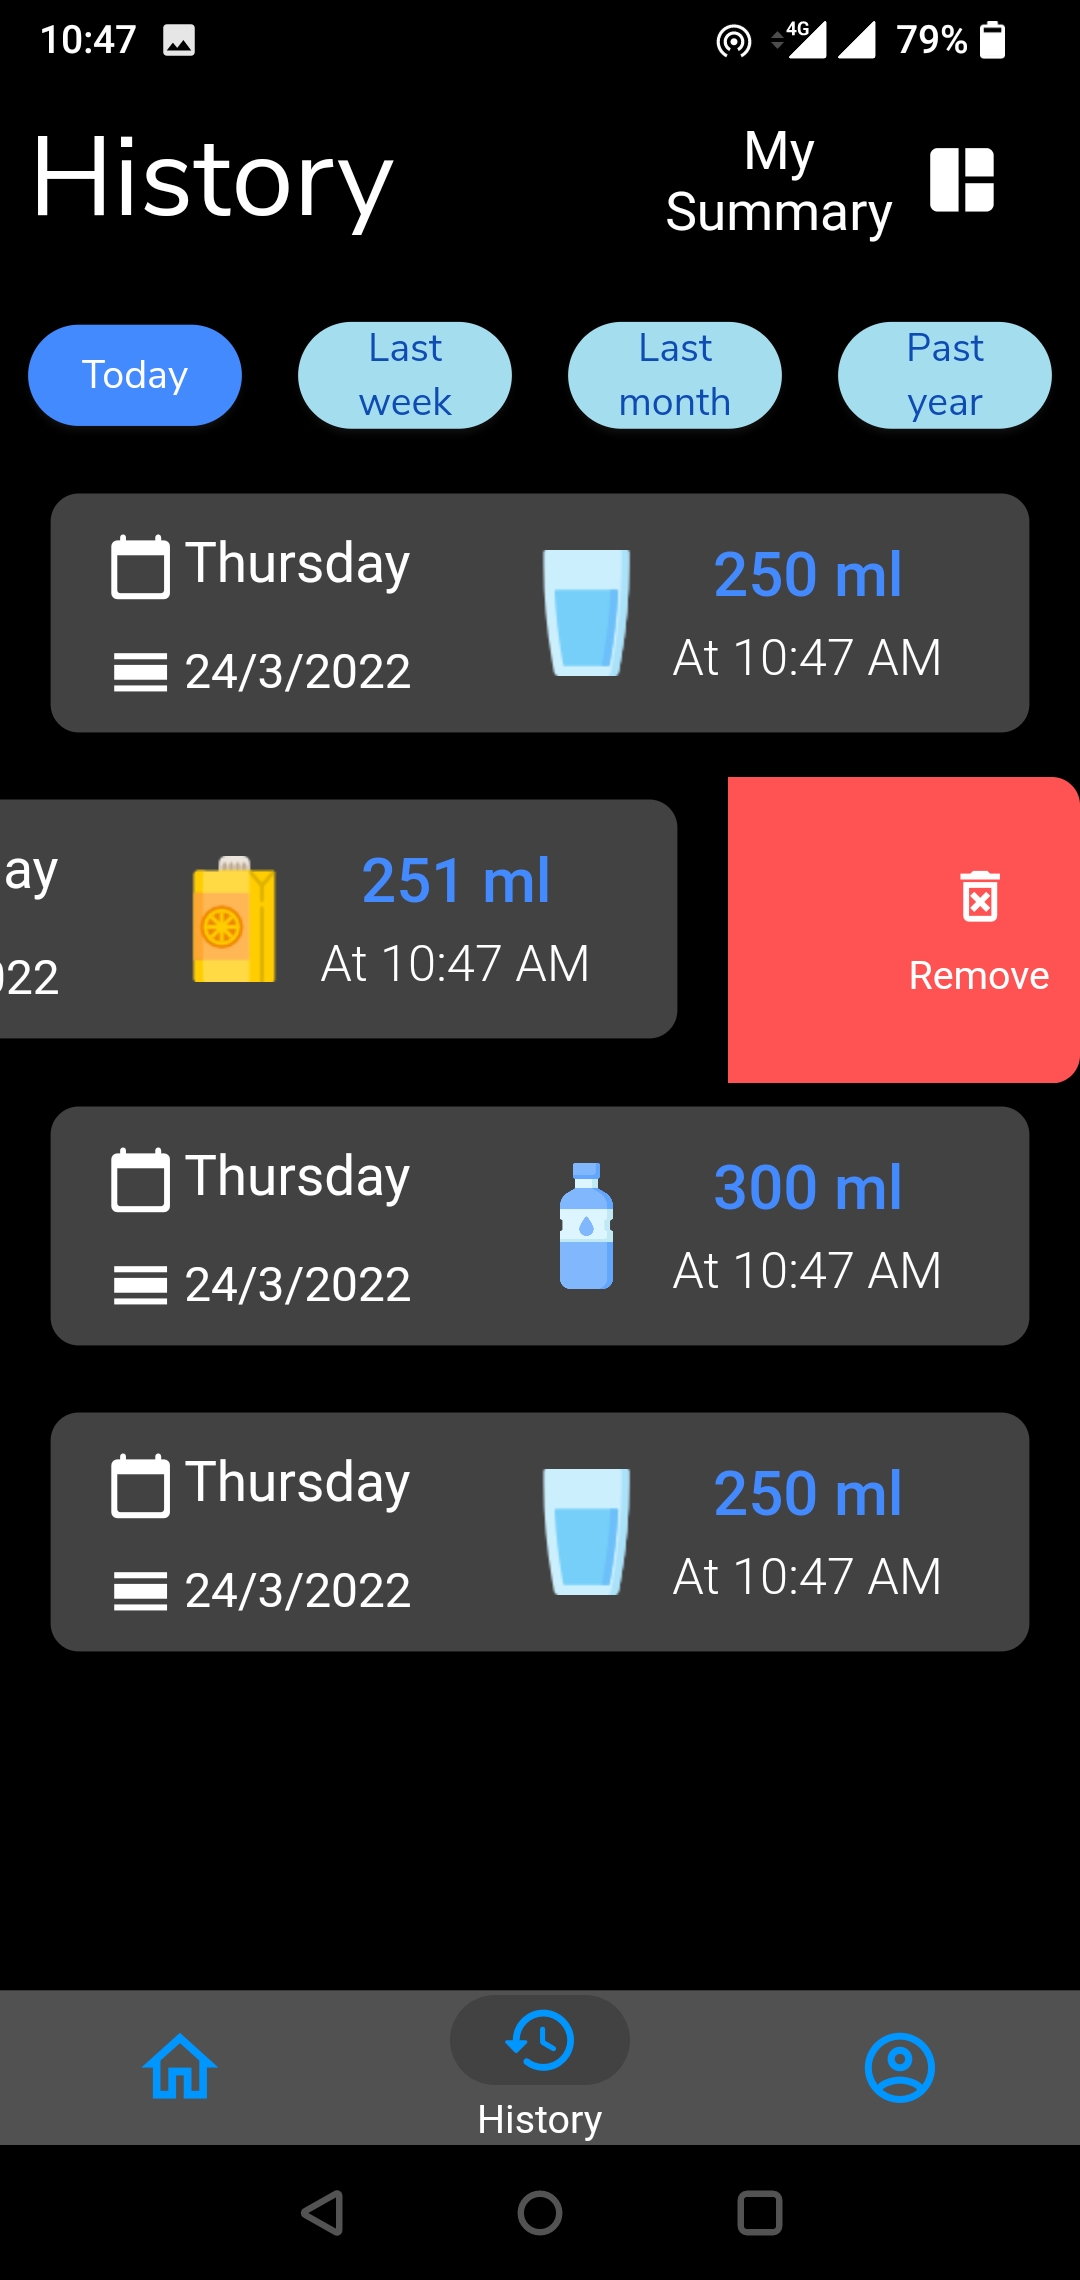 10:47
4G
79%
History
My
Summary
Today
Last
week
Last
month
Past
year
Thursday
250 ml
24/3/2022
At 10:47 AM
ay
251 ml
022
At 10:47 AM
Remove
Thursday
300 ml
24/3/2022
At 10:47 AM
Thursday
250 ml
24/3/2022
At 10:47 AM
History